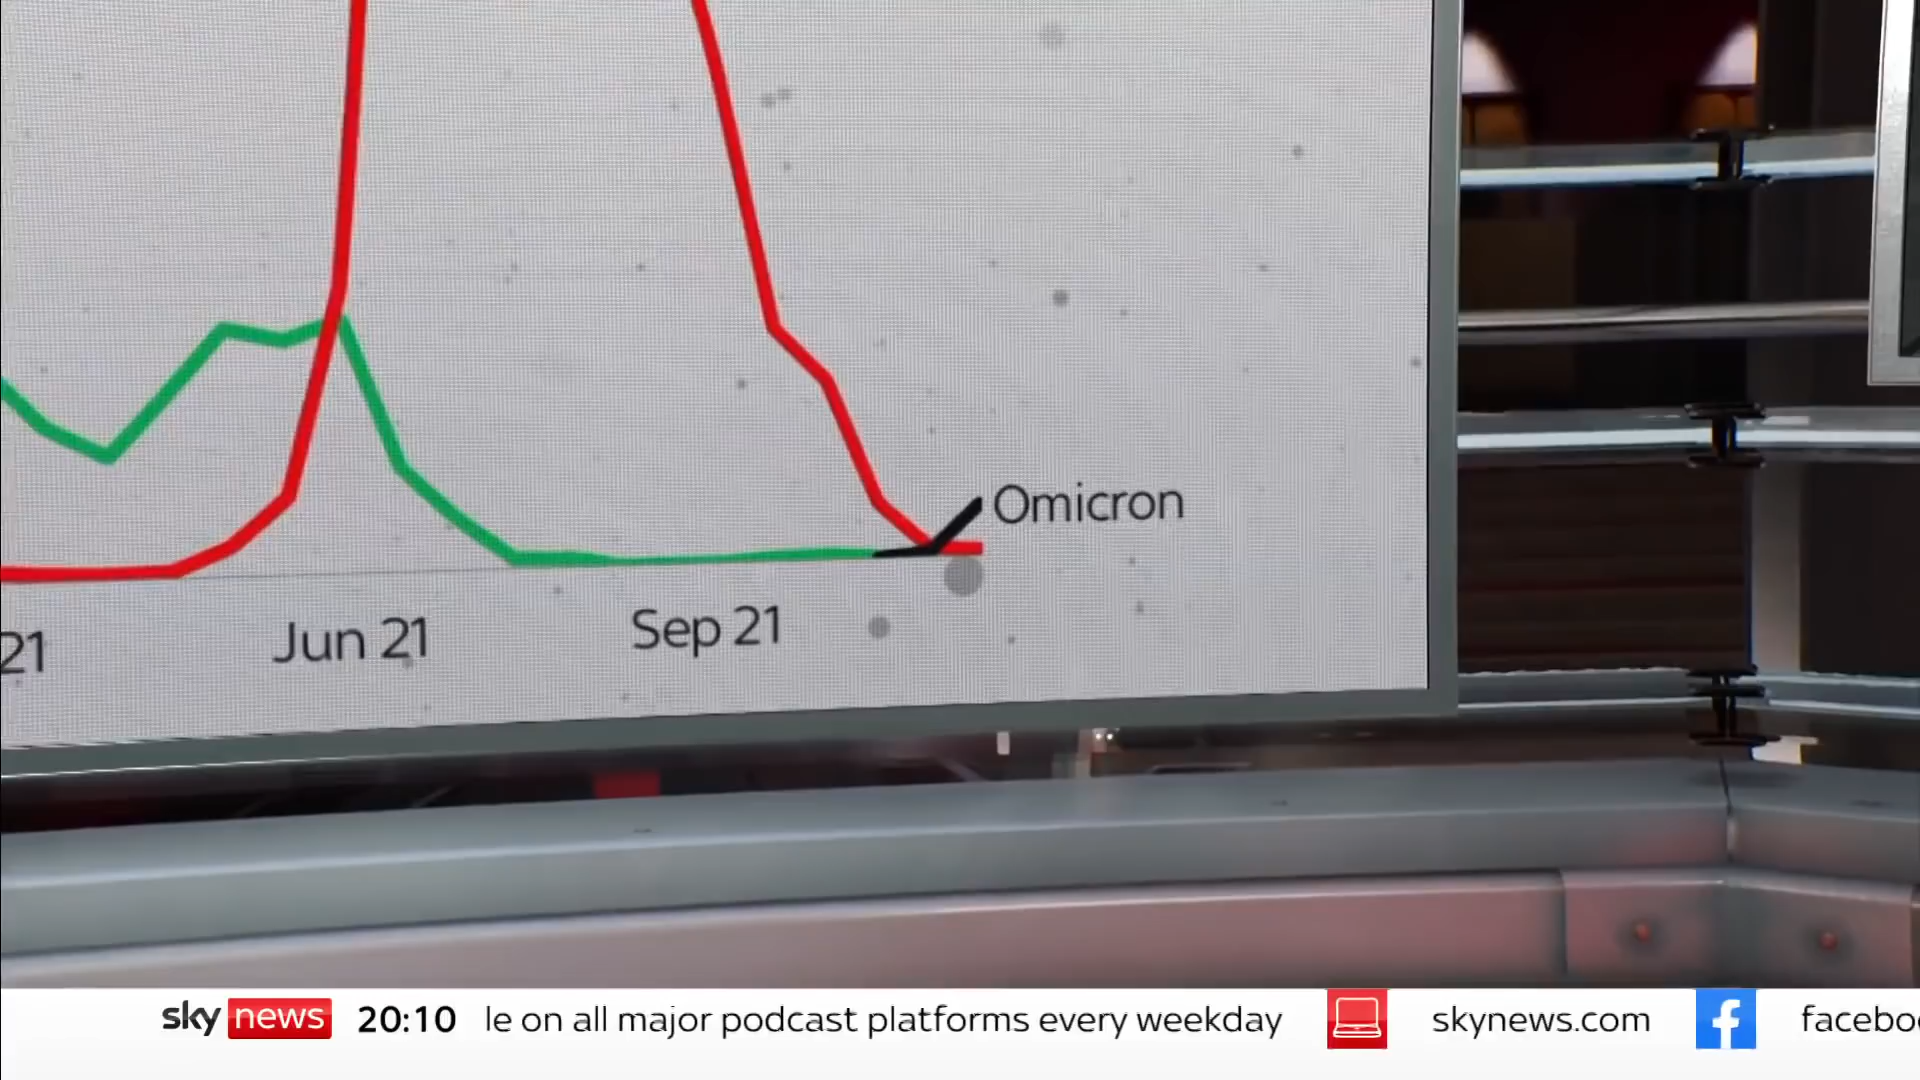 Omicron
21
Jun 21
Sep 21
sky news 20:10 le on all major podcast platforms every weekday skynews.com f facebo